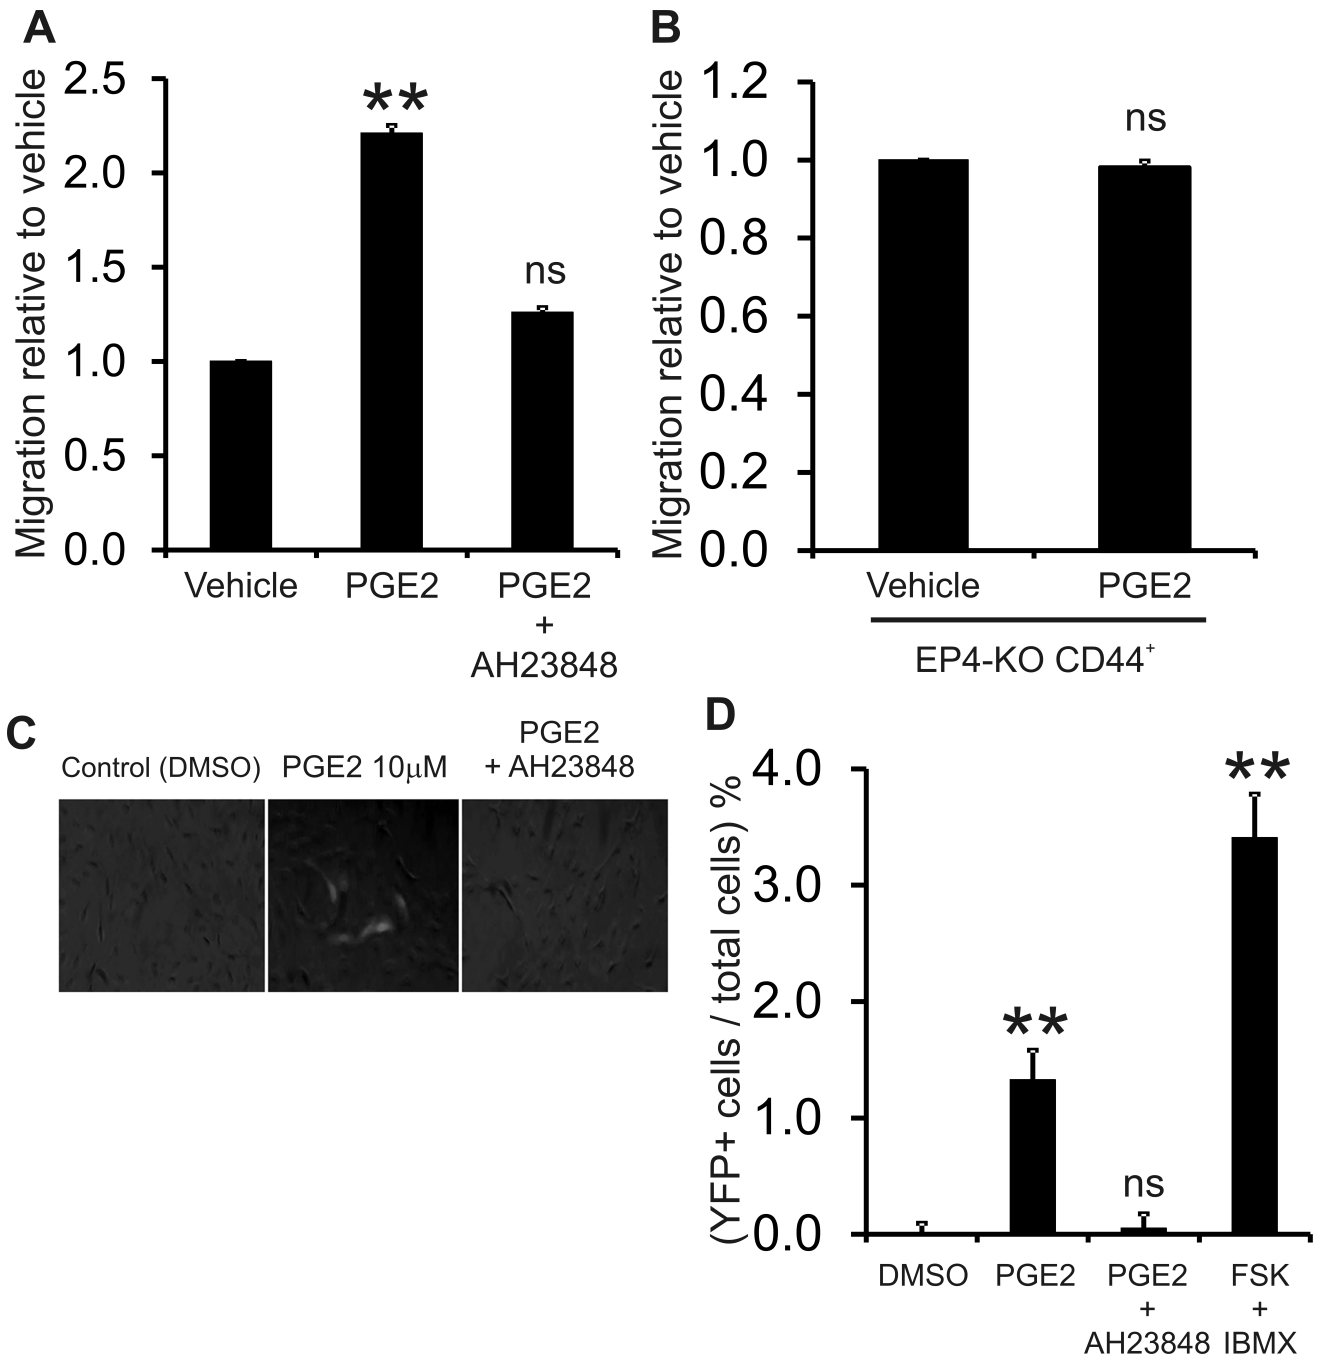 A
Migration relative to vehicle
2.5
2.0
1.5
1.0
0.5
0.0
**
ns
Vehicle
PGE2
PGE2
+
AH23848
B
Migration relative to vehicle
1.2
1.0
0.8
0.6
0.4
0.2
0.0
ns
Vehicle
PGE2
EP4-KO CD44⁺
C
Control (DMSO)
PGE2 10μM
PGE2
+ AH23848
D
(YFP+ cells / total cells) %
4.0
3.0
2.0
1.0
0.0
**
ns
**
DMSO
PGE2
PGE2
+
AH23848
FSK
+
IBMX